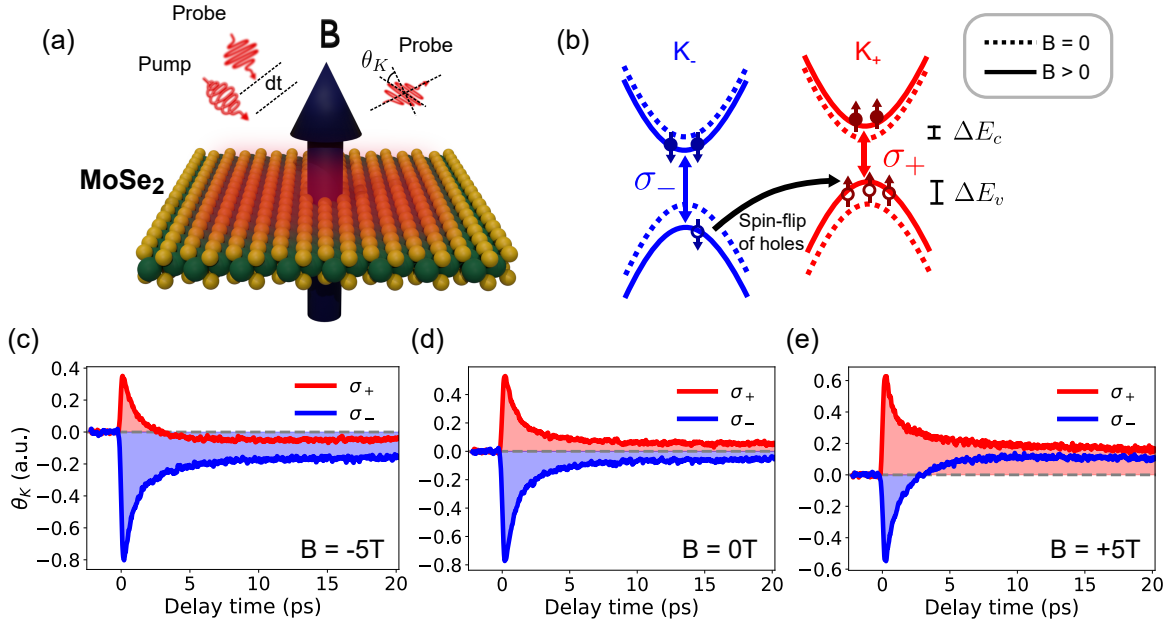 (a)
Probe
Pump
dt
B
θ_K
Probe
MoSe₂
(b)
K₋
K₊
B = 0
B > 0
ΔE_c
ΔE_v
σ₋
σ₊
Spin-flip
of holes
(c)
θ_K (a.u.)
0.4
0.2
0.0
−0.2
−0.4
−0.6
−0.8
σ₊
σ₋
B = -5T
0
5
10
15
20
Delay time (ps)
(d)
0.4
0.2
0.0
−0.2
−0.4
−0.6
−0.8
σ₊
σ₋
B = 0T
0
5
10
15
20
Delay time (ps)
(e)
0.6
0.4
0.2
0.0
−0.2
−0.4
−0.6
σ₊
σ₋
B = +5T
0
5
10
15
20
Delay time (ps)